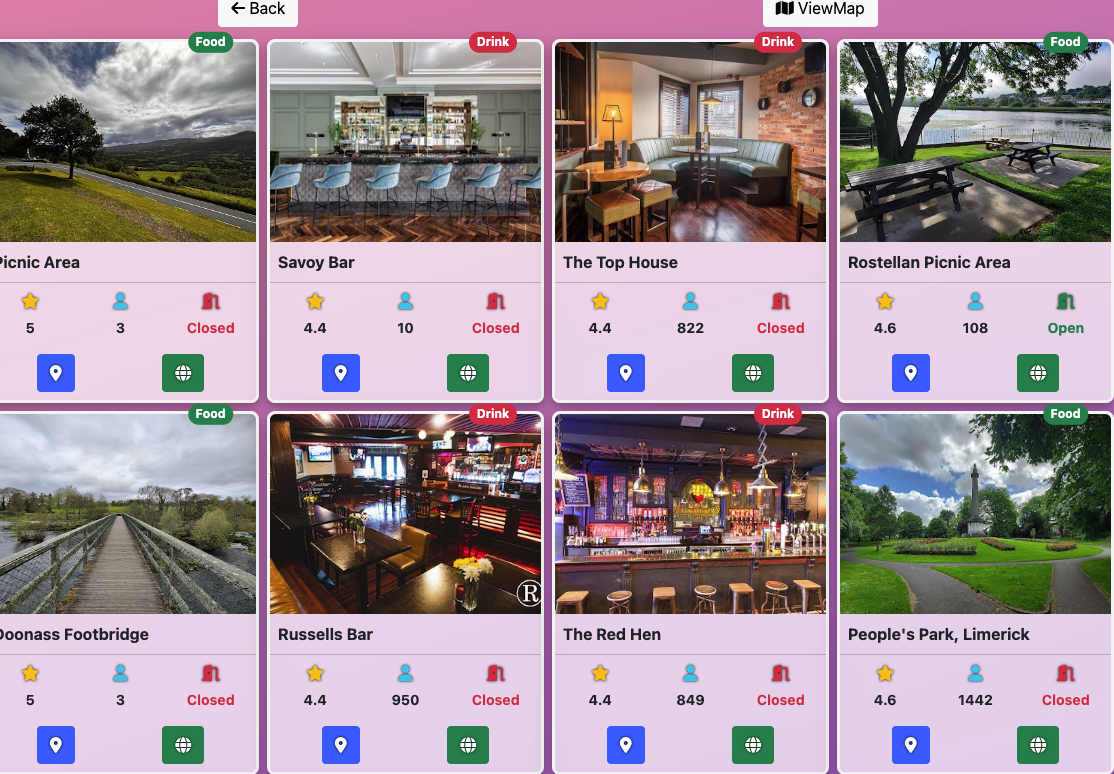 Back
ViewMap
Food
Drink
Drink
Food
Picnic Area
Savoy Bar
The Top House
Rostellan Picnic Area
5 3 Closed
4.4 10 Closed
4.4 822 Closed
4.6 108 Open
Food
Drink
Drink
Food
R
Doonass Footbridge
Russells Bar
The Red Hen
People's Park, Limerick
5 3 Closed
4.4 950 Closed
4.4 849 Closed
4.6 1442 Closed